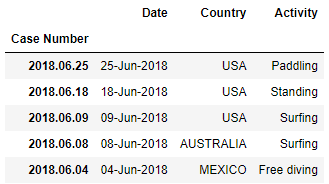 Date Country Activity
Case Number
2018.06.25 25-Jun-2018 USA Paddling
2018.06.18 18-Jun-2018 USA Standing
2018.06.09 09-Jun-2018 USA Surfing
2018.06.08 08-Jun-2018 AUSTRALIA Surfing
2018.06.04 04-Jun-2018 MEXICO Free diving